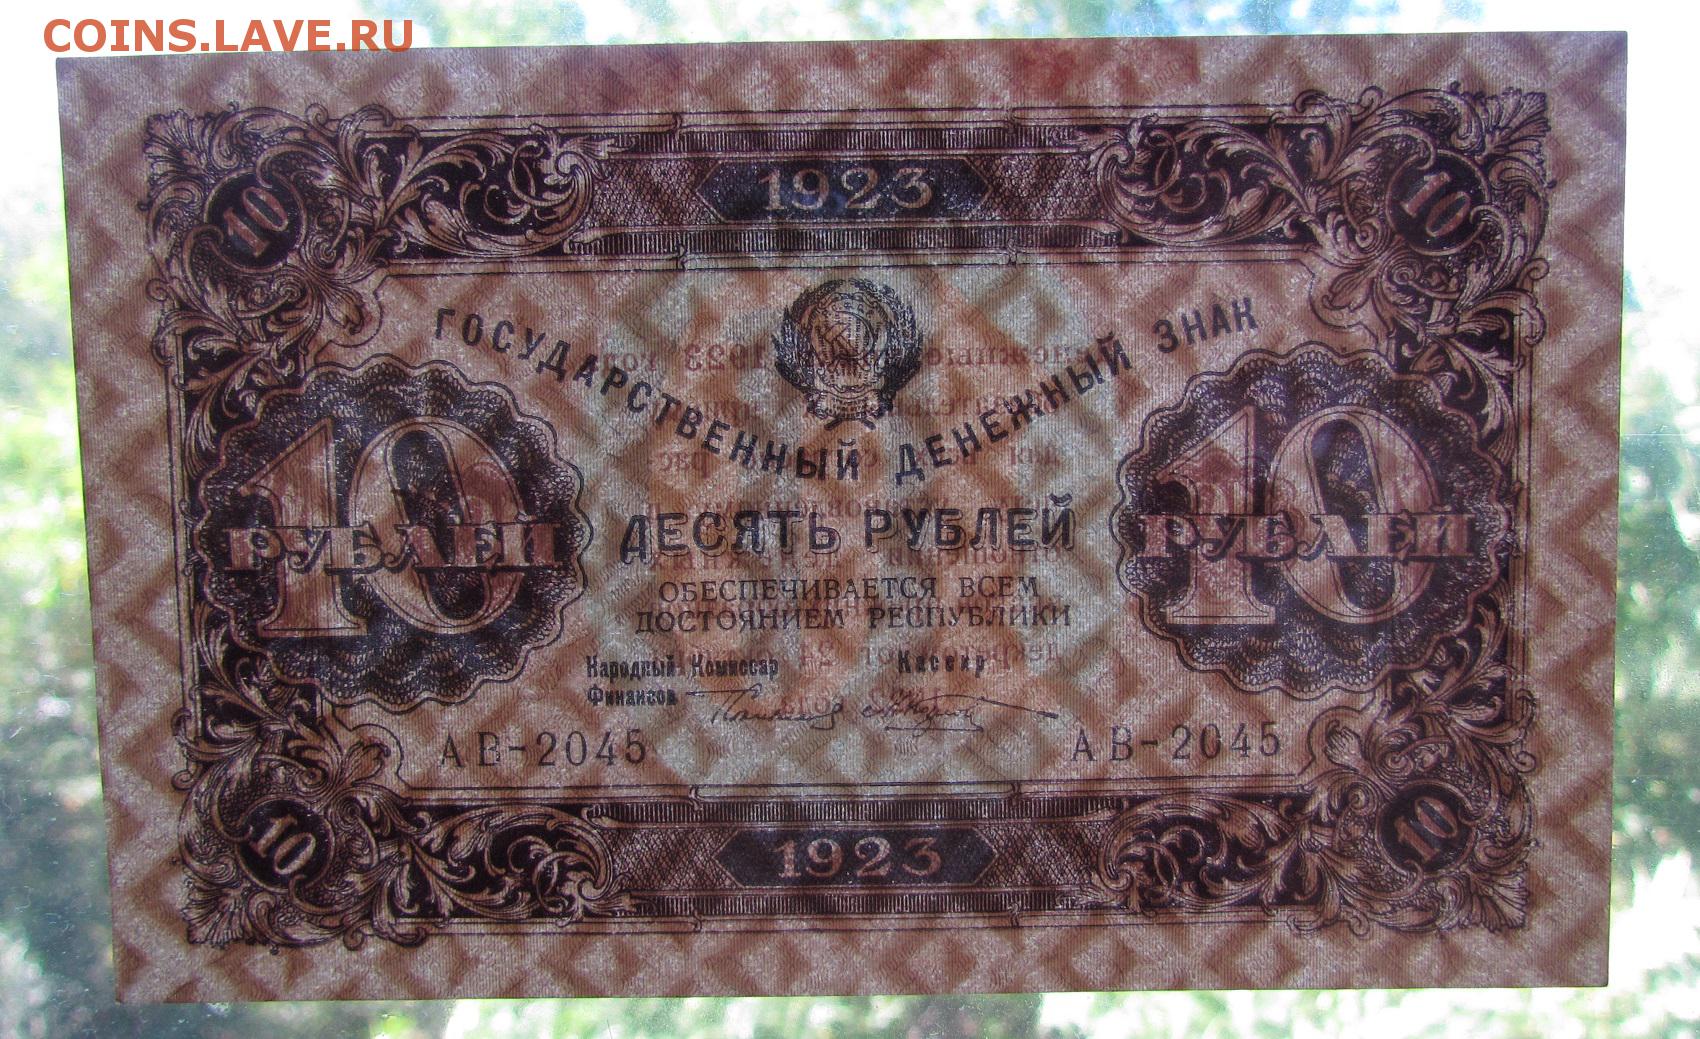 COINS.LAVE.RU
1923
10 10
ГОСУДАРСТВЕННЫЙ ДЕНЕЖНЫЙ ЗНАК
10 РУБЛЕЙ
10 РУБЛЕЙ
ДЕСЯТЬ РУБЛЕЙ
ОБЕСПЕЧИВАЕТСЯ ВСЕМ
ДОСТОЯНИЕМ РЕСПУБЛИКИ
Народный Комиссар
Финансов
Кассир
АВ-2045 АВ-2045
10 10
1923